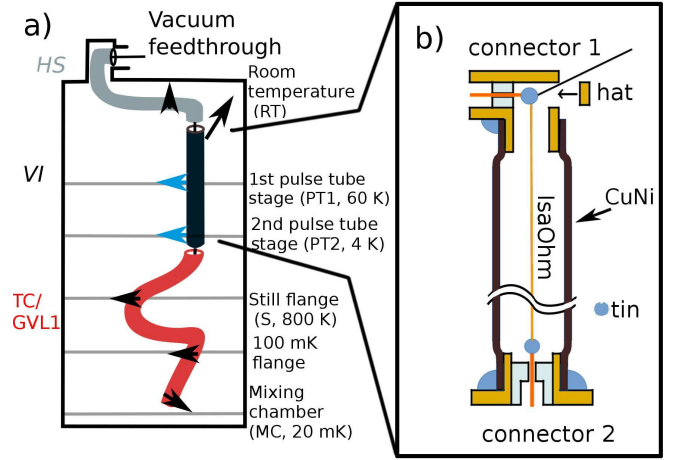 a)
Vacuum
feedthrough
HS
Room
temperature
(RT)
VI
1st pulse tube
stage (PT1, 60 K)
2nd pulse tube
stage (PT2, 4 K)
TC/
GVL1
Still flange
(S, 800 K)
100 mK
flange
Mixing
chamber
(MC, 20 mK)
b)
connector 1
hat
CuNi
IsaOhm
tin
connector 2